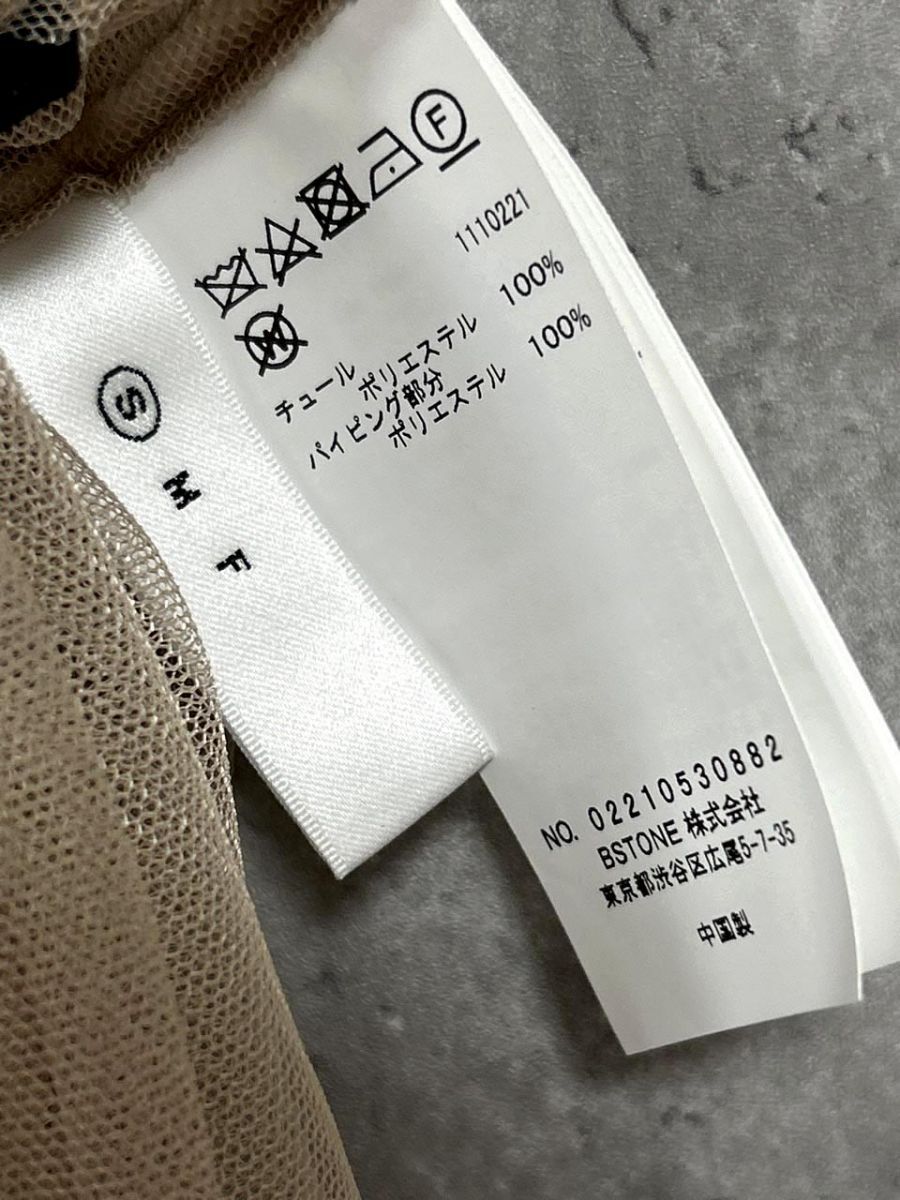 F
1110221
W
チュール
ポリエステル 100%
パイピング部分
ポリエステル 100%
NO. 02210530882
BSTONE 株式会社
東京都渋谷区広尾5-7-35
中国製
S M F